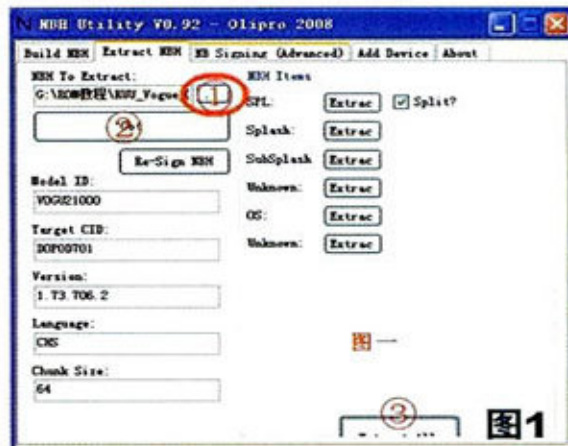 NBH Utility V0.92 - Olipro 2008
Build NBH Extract NBH NB Signing (Advanced) Add Device About
NBH To Extract:
G:\ROM教程\RUU_Vogue
①
②
Re-Sign NBH
Model ID:
VOGU21000
Target CID:
DOPOD701
Version:
1.73.706.2
Language:
CHS
Chunk Size:
64
NBH Items
SPL: Extrac Split?
Splash: Extrac
SubSplash Extrac
Unknown: Extrac
OS: Extrac
Unknown: Extrac
图一
③
图1